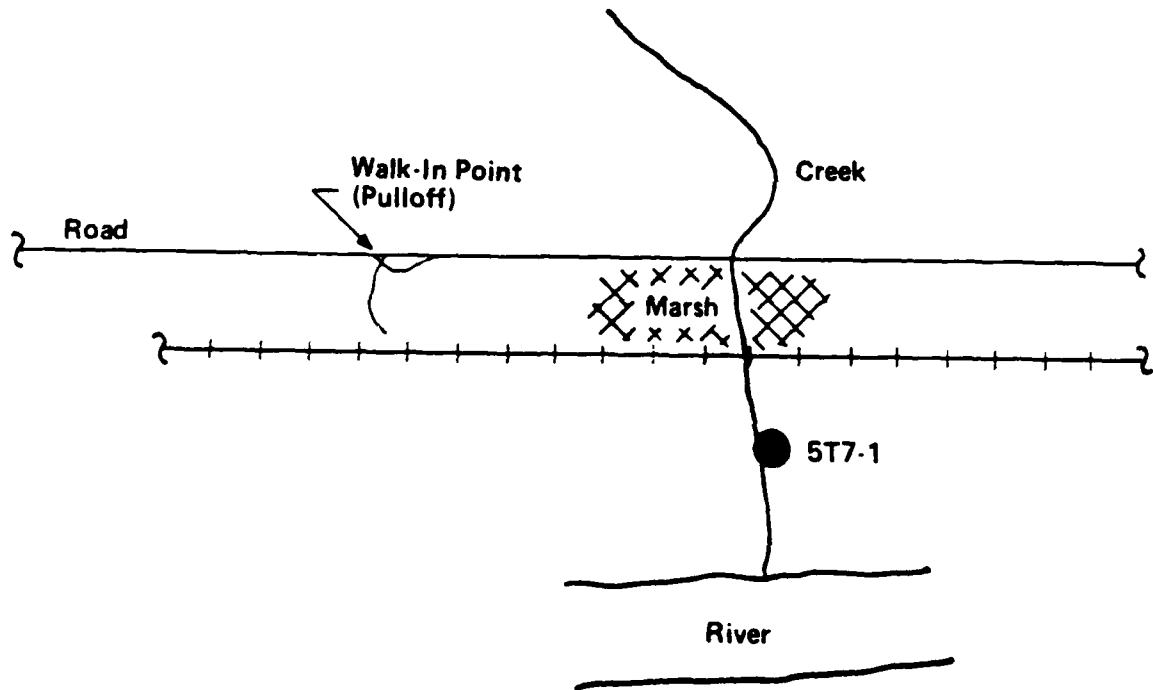 Walk-In Point
(Pulloff)
Creek
Road
Marsh
5T7-1
River